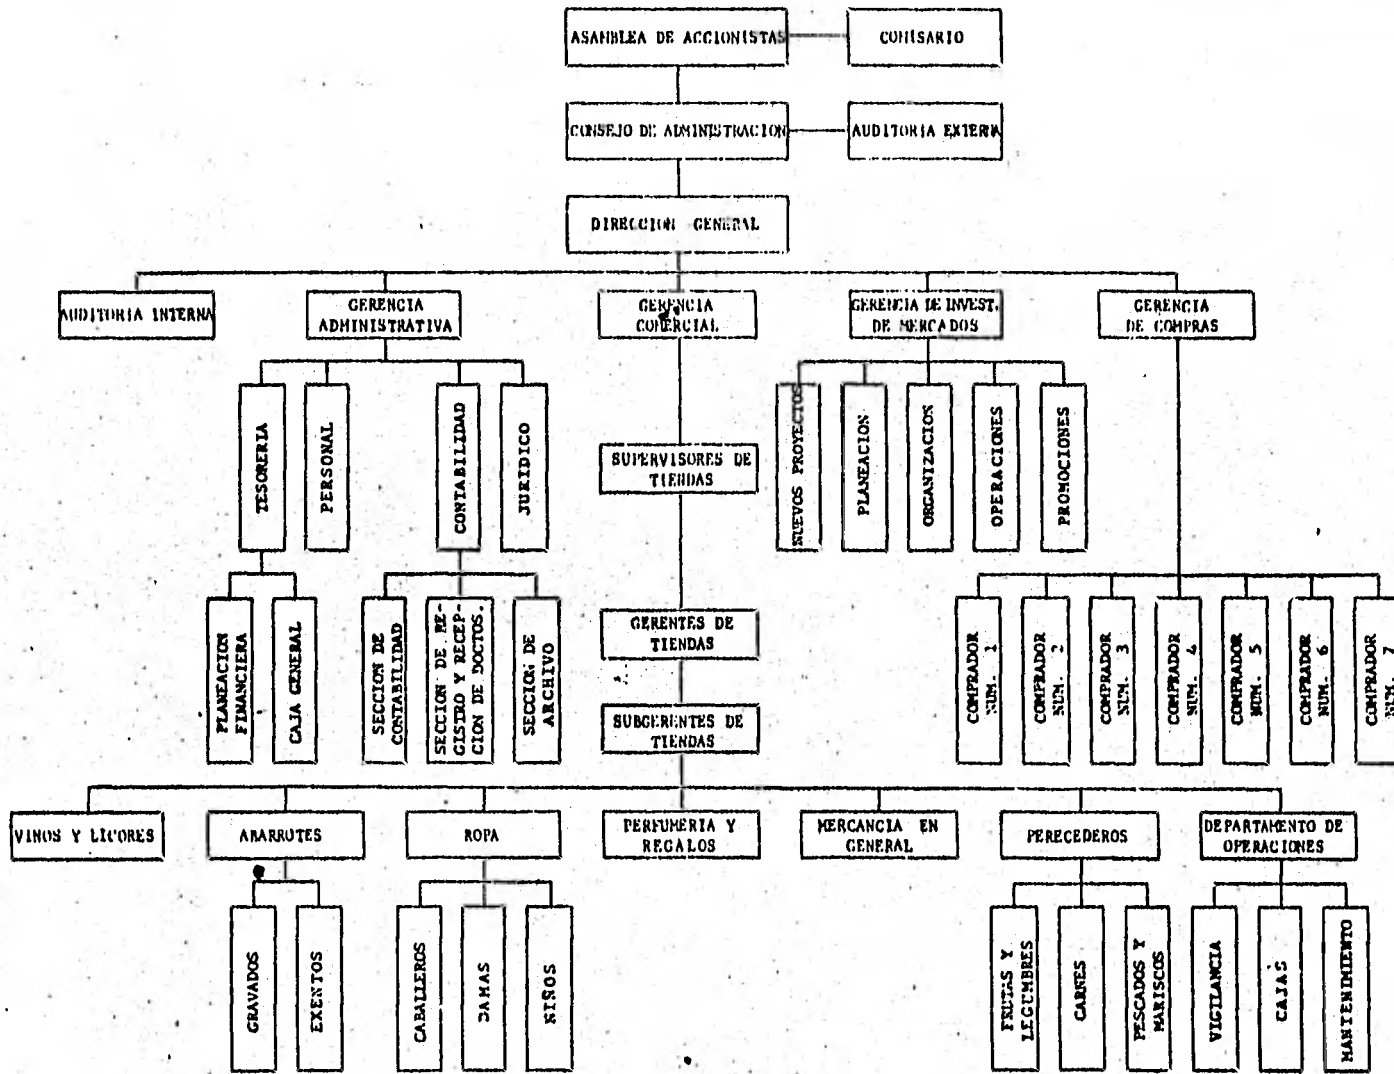 ASAMBLEA DE ACCIONISTAS
COMISARIO
CONSEJO DE ADMINISTRACION
AUDITORIA EXTERNA
DIRECCION GENERAL
AUDITORIA INTERNA
GERENCIA
ADMINISTRATIVA
GERENCIA
COMERCIAL
GERENCIA DE INVEST.
DE MERCADOS
GERENCIA
DE COMPRAS
TESORERIA
PERSONAL
CONTABILIDAD
JURIDICO
SUPERVISORES DE
TIENDAS
NUEVOS PROYECTOS
PLANEACION
ORGANIZACION
OPERACIONES
PROMOCIONES
PLANEACION
FINANCIERA
CAJA GENERAL
SECCION DE
CONTABILIDAD
SECCION DE RE-
GISTRO Y RECEP-
CION DE DOCTOS.
SECCION DE
ARCHIVO
GERENTES DE
TIENDAS
SUBGERENTES DE
TIENDAS
COMPRADOR
NUM. 1
COMPRADOR
NUM. 2
COMPRADOR
NUM. 3
COMPRADOR
NUM. 4
COMPRADOR
NUM. 5
COMPRADOR
NUM. 6
COMPRADOR
NUM. 7
VINOS Y LICORES
ABARROTES
ROPA
PERFUMERIA Y
REGALOS
MERCANCIA EN
GENERAL
PERECEDEROS
DEPARTAMENTO DE
OPERACIONES
GRAVADOS
EXENTOS
CABALLEROS
DAMAS
NIÑOS
FRUTAS Y
LEGUMBRES
CARNES
PESCADOS Y
MARISCOS
VIGILANCIA
CAJAS
MANTENIMIENTO